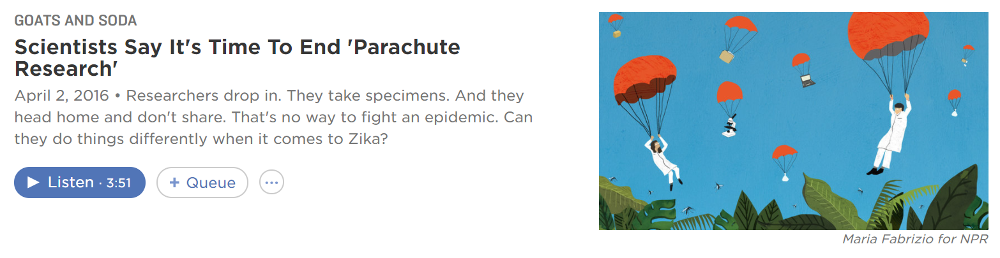 GOATS AND SODA
Scientists Say It's Time To End 'Parachute
Research'
April 2, 2016 • Researchers drop in. They take specimens. And they
head home and don't share. That's no way to fight an epidemic. Can
they do things differently when it comes to Zika?
Listen · 3:51
+ Queue
Maria Fabrizio for NPR